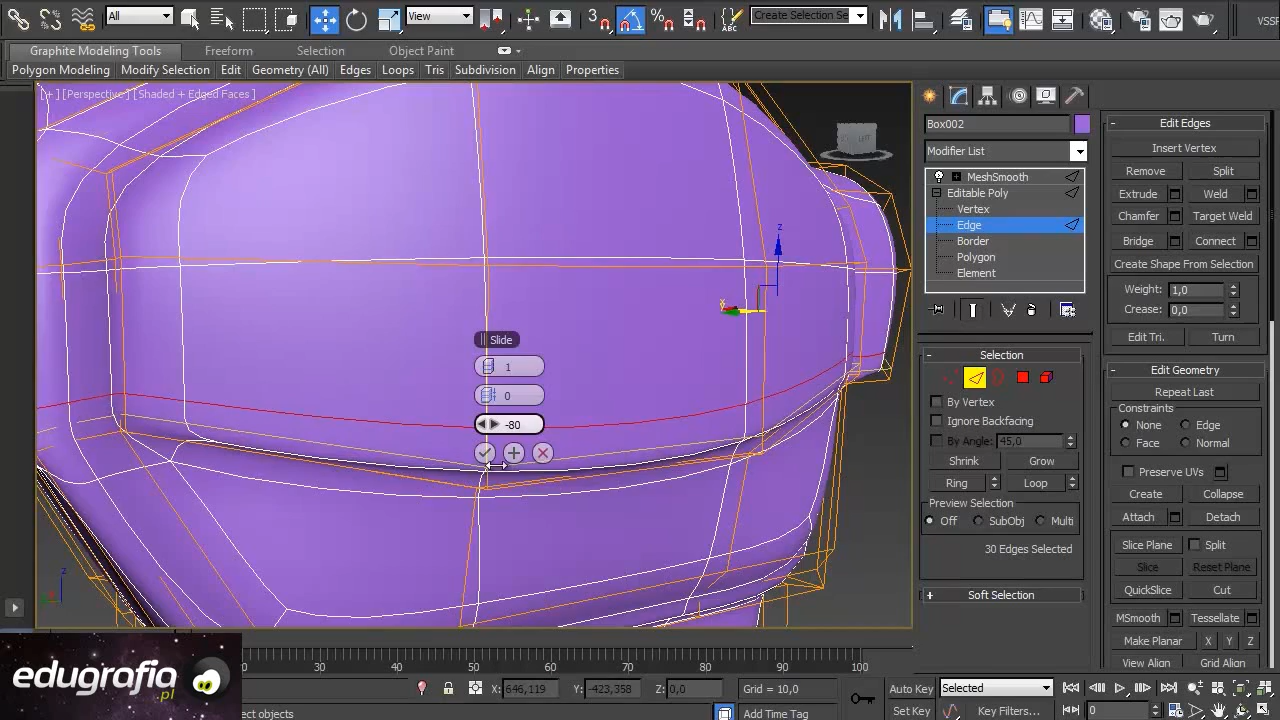 All
View
3
%
ABC
Create Selection Se
VSSF
Graphite Modeling Tools
Freeform
Selection
Object Paint
Polygon Modeling
Modify Selection
Edit
Geometry (All)
Edges
Loops
Tris
Subdivision
Align
Properties
[+] [Perspective] [Shaded + Edged Faces]
Box002
Modifier List
MeshSmooth
Editable Poly
Vertex
Edge
Border
Polygon
Element
z
x
Slide
1
0
-80
z
Selection
By Vertex
Ignore Backfacing
By Angle: 45,0
Shrink
Grow
Ring
Loop
Preview Selection
Off
SubObj
Multi
30 Edges Selected
Soft Selection
Edit Edges
Insert Vertex
Remove
Split
Extrude
Weld
Chamfer
Target Weld
Bridge
Connect
Create Shape From Selection
Weight: 1,0
Crease: 0,0
Edit Tri.
Turn
Edit Geometry
Repeat Last
Constraints
None
Edge
Face
Normal
Preserve UVs
Create
Collapse
Attach
Detach
Slice Plane
Split
Slice
Reset Plane
QuickSlice
Cut
MSmooth
Tessellate
Make Planar
X
Y
Z
View Align
Grid Align
edugrafia
.pl
30
40
50
60
70
80
90
100
X: 646,119
Y: -423,358
Z: 0,0
Grid = 10,0
Auto Key
Selected
ect objects
Add Time Tag
Set Key
Key Filters...
0